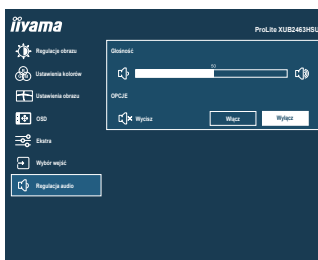 iiyama
ProLite XUB2463HSU
Regulacja obrazu
Ustawienia kolorów
Ustawienia obrazu
OSD
Ekstra
Wybór wejść
Regulacja audio
Głośność
50
OPCJE
Wycisz
Włącz
Wyłącz